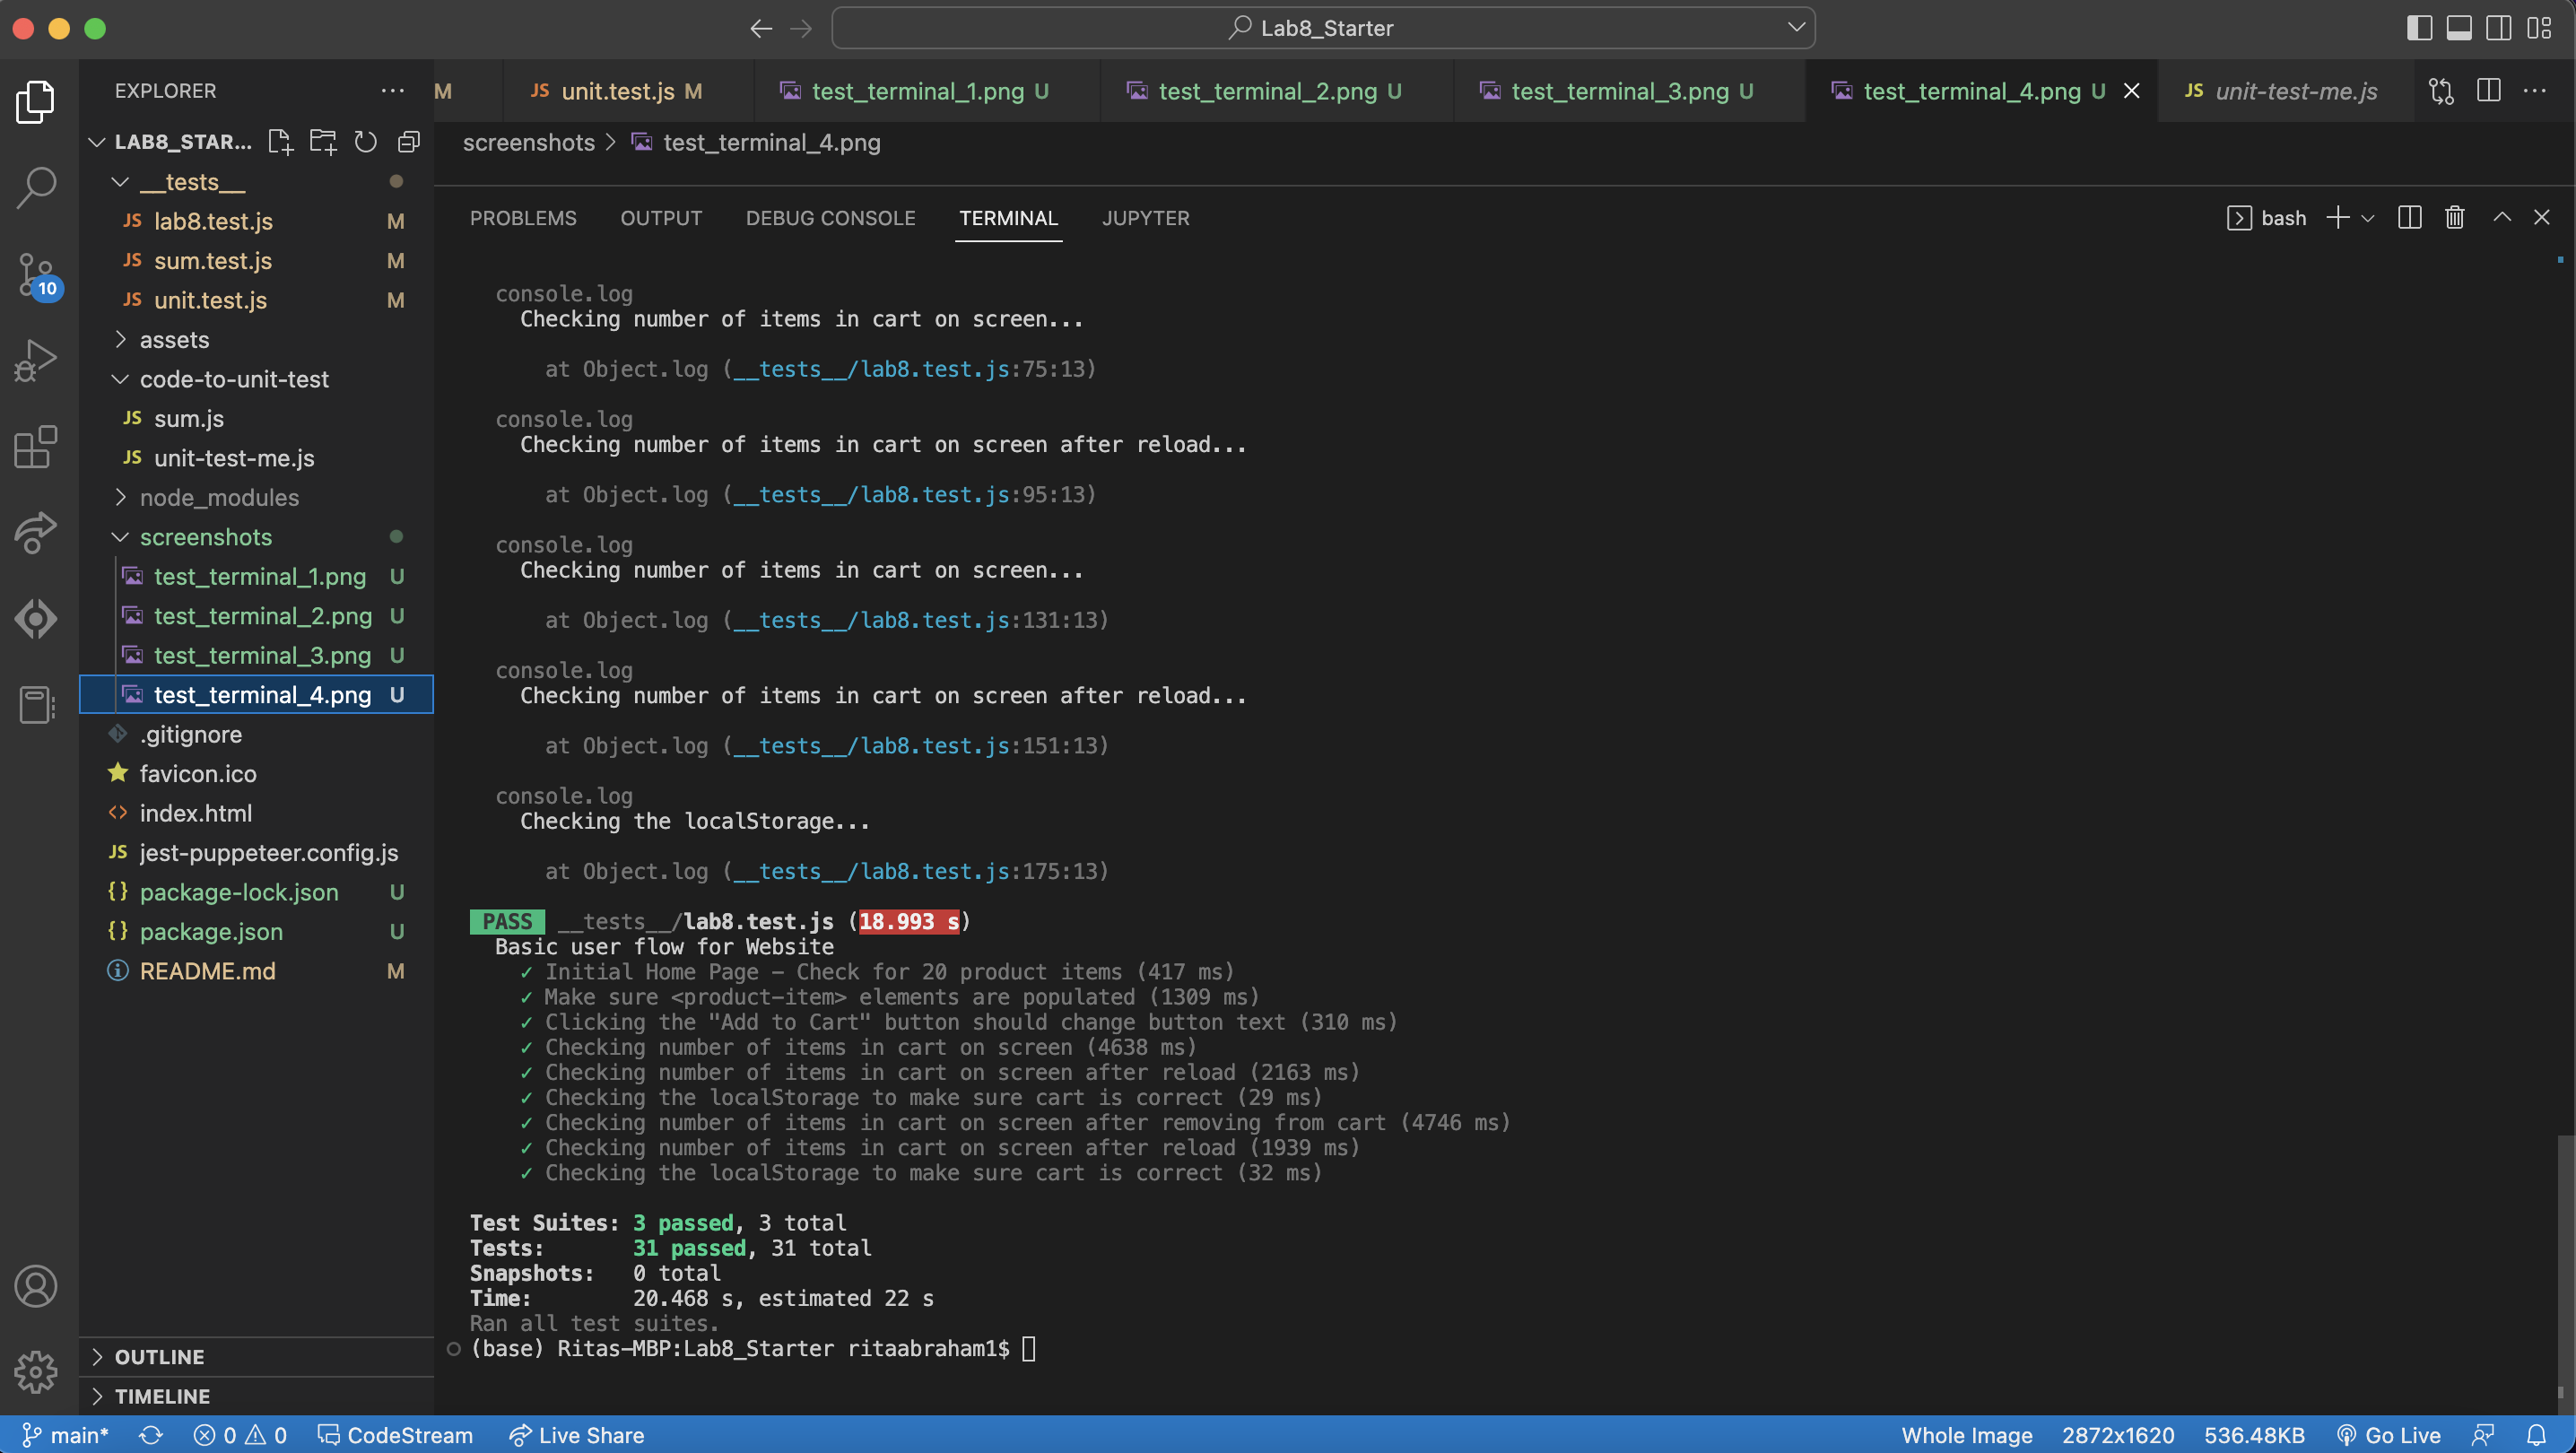 Lab8_Starter
EXPLORER
M
JS unit.test.js M
test_terminal_1.png U
test_terminal_2.png U
test_terminal_3.png U
test_terminal_4.png U
JS unit-test-me.js
LAB8_STAR...
__tests__
JS lab8.test.js M
JS sum.test.js M
JS unit.test.js M
assets
code-to-unit-test
JS sum.js
JS unit-test-me.js
node_modules
screenshots
test_terminal_1.png U
test_terminal_2.png U
test_terminal_3.png U
test_terminal_4.png U
.gitignore
favicon.ico
<> index.html
JS jest-puppeteer.config.js
{} package-lock.json U
{} package.json U
README.md M
OUTLINE
TIMELINE
10
screenshots > test_terminal_4.png
PROBLEMS OUTPUT DEBUG CONSOLE TERMINAL JUPYTER
bash
console.log
Checking number of items in cart on screen...
at Object.log (__tests__/lab8.test.js:75:13)
console.log
Checking number of items in cart on screen after reload...
at Object.log (__tests__/lab8.test.js:95:13)
console.log
Checking number of items in cart on screen...
at Object.log (__tests__/lab8.test.js:131:13)
console.log
Checking number of items in cart on screen after reload...
at Object.log (__tests__/lab8.test.js:151:13)
console.log
Checking the localStorage...
at Object.log (__tests__/lab8.test.js:175:13)
PASS __tests__/lab8.test.js (18.993 s)
Basic user flow for Website
✓ Initial Home Page - Check for 20 product items (417 ms)
✓ Make sure <product-item> elements are populated (1309 ms)
✓ Clicking the "Add to Cart" button should change button text (310 ms)
✓ Checking number of items in cart on screen (4638 ms)
✓ Checking number of items in cart on screen after reload (2163 ms)
✓ Checking the localStorage to make sure cart is correct (29 ms)
✓ Checking number of items in cart on screen after removing from cart (4746 ms)
✓ Checking number of items in cart on screen after reload (1939 ms)
✓ Checking the localStorage to make sure cart is correct (32 ms)
Test Suites: 3 passed, 3 total
Tests: 31 passed, 31 total
Snapshots: 0 total
Time: 20.468 s, estimated 22 s
Ran all test suites.
(base) Ritas-MBP:Lab8_Starter ritaabraham1$
main* 0 0 CodeStream Live Share
Whole Image 2872x1620 536.48KB Go Live